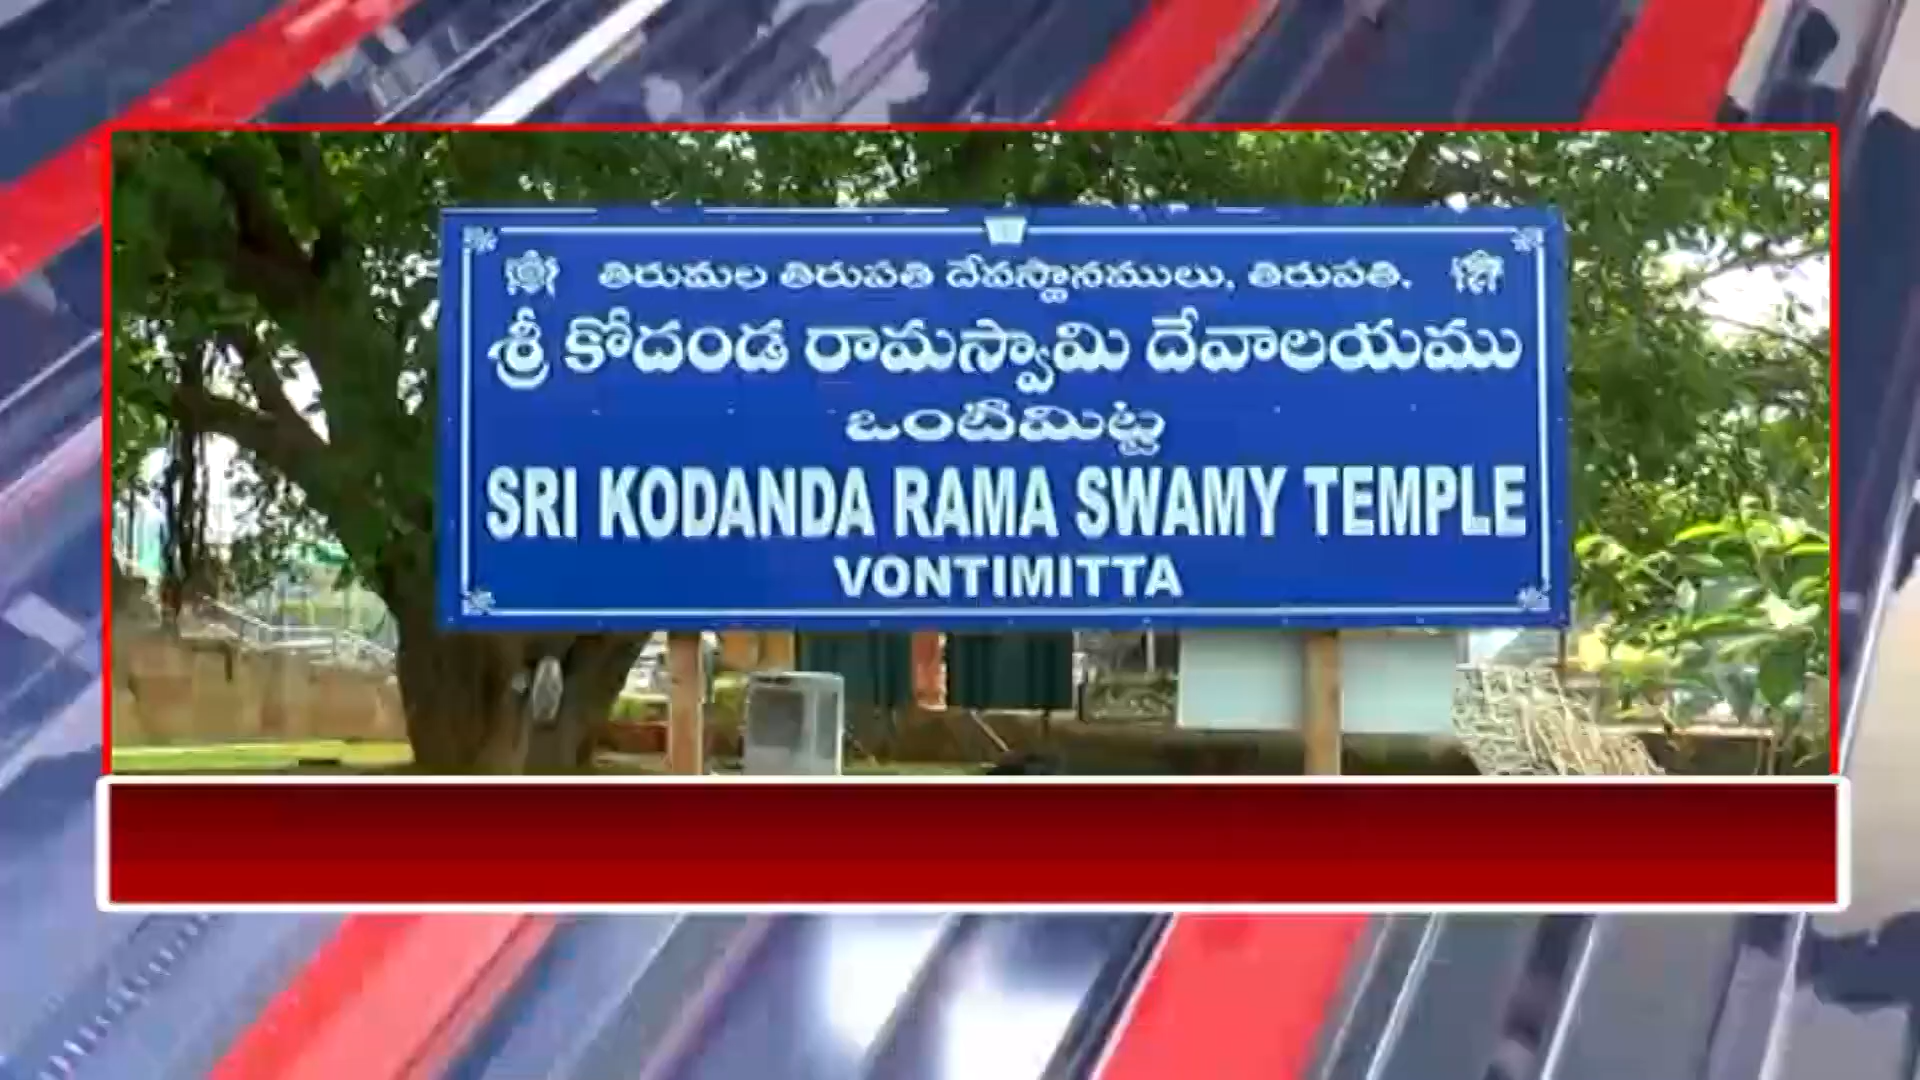 తిరుమల తిరుపతి దేవస్థానములు, తిరుపతి.
శ్రీ కోదండ రామస్వామి దేవాలయము
ఒంటిమిట్ట
SRI KODANDA RAMA SWAMY TEMPLE
VONTIMITTA